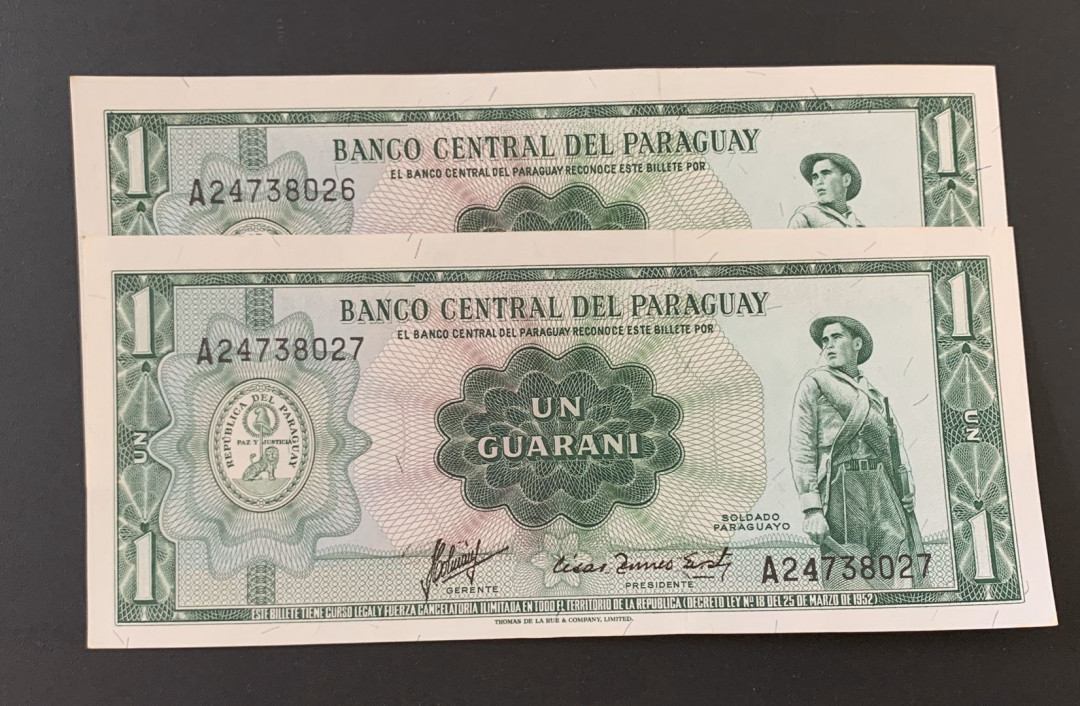 1
1
BANCO CENTRAL DEL PARAGUAY
EL BANCO CENTRAL DEL PARAGUAY RECONOCE ESTE BILLETE POR
A24738026
UN
1
1
BANCO CENTRAL DEL PARAGUAY
EL BANCO CENTRAL DEL PARAGUAY RECONOCE ESTE BILLETE POR
A24738027
REPÚBLICA DEL PARAGUAY
PAZ Y JUSTICIA
UN
GUARANI
UN
UN
SOLDADO
PARAGUAYO
GERENTE
PRESIDENTE
A24738027
1
1
ESTE BILLETE TIENE CURSO LEGAL Y FUERZA CANCELATORIA ILIMITADA EN TODO EL TERRITORIO DE LA REPUBLICA (DECRETO LEY Nº 18 DEL 25 DE MARZO DE 1952)
THOMAS DE LA RUE & COMPANY, LIMITED.